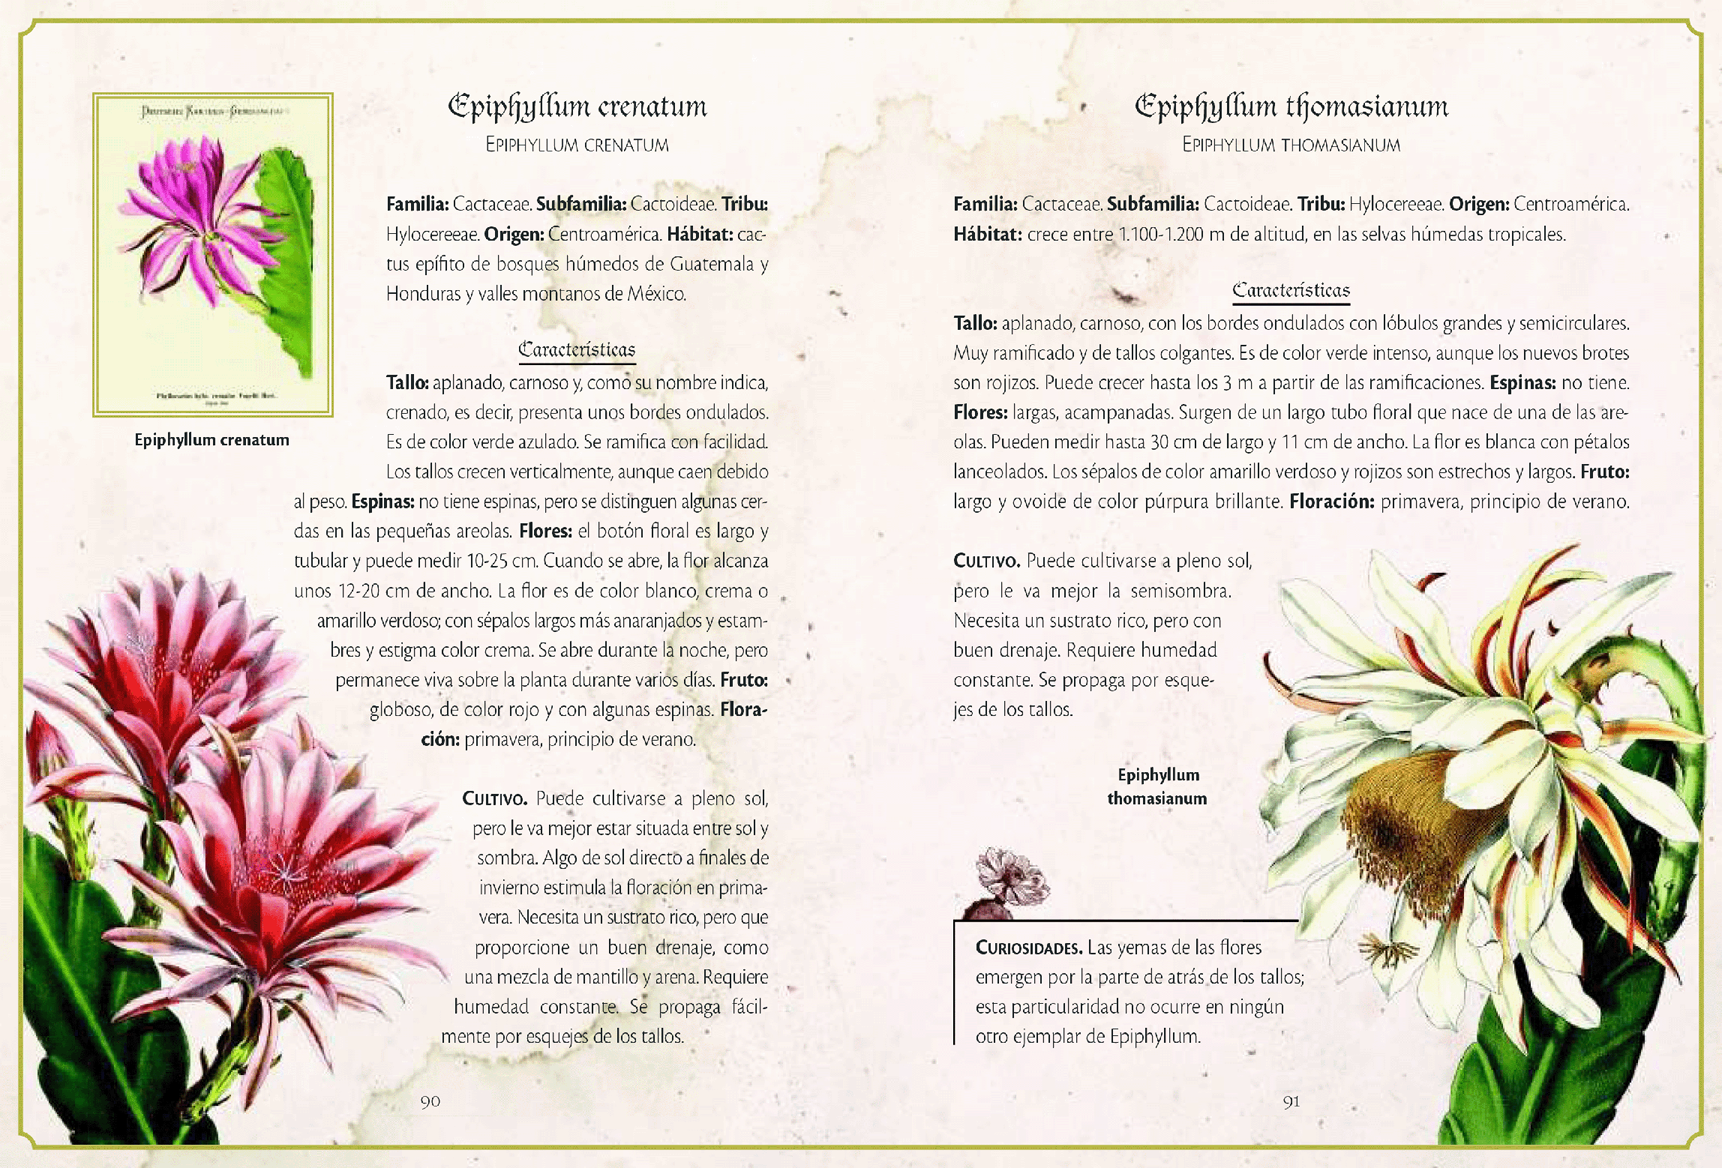 Deutsche Kakteen-Gesellschaft
Epiphyllum crenatum
Epiphyllum crenatum
EPIPHYLLUM CRENATUM
Familia: Cactaceae. Subfamilia: Cactoideae. Tribu:
Hylocereeae. Origen: Centroamérica. Hábitat: cac-
tus epífito de bosques húmedos de Guatemala y
Honduras y valles montanos de México.
Características
Tallo: aplanado, carnoso y, como su nombre indica,
crenado, es decir, presenta unos bordes ondulados.
Es de color verde azulado. Se ramifica con facilidad.
Los tallos crecen verticalmente, aunque caen debido
al peso. Espinas: no tiene espinas, pero se distinguen algunas cer-
das en las pequeñas areolas. Flores: el botón floral es largo y
tubular y puede medir 10-25 cm. Cuando se abre, la flor alcanza
unos 12-20 cm de ancho. La flor es de color blanco, crema o
amarillo verdoso; con sépalos largos más anaranjados y estam-
bres y estigma color crema. Se abre durante la noche, pero
permanece viva sobre la planta durante varios días. Fruto:
globoso, de color rojo y con algunas espinas. Flora-
ción: primavera, principio de verano.
CULTIVO. Puede cultivarse a pleno sol,
pero le va mejor estar situada entre sol y
sombra. Algo de sol directo a finales de
invierno estimula la floración en prima-
vera. Necesita un sustrato rico, pero que
proporcione un buen drenaje, como
una mezcla de mantillo y arena. Requiere
humedad constante. Se propaga fácil-
mente por esquejes de los tallos.
90
Epiphyllum thomasianum
EPIPHYLLUM THOMASIANUM
Familia: Cactaceae. Subfamilia: Cactoideae. Tribu: Hylocereeae. Origen: Centroamérica.
Hábitat: crece entre 1.100-1.200 m de altitud, en las selvas húmedas tropicales.
Características
Tallo: aplanado, carnoso, con los bordes ondulados con lóbulos grandes y semicirculares.
Muy ramificado y de tallos colgantes. Es de color verde intenso, aunque los nuevos brotes
son rojizos. Puede crecer hasta los 3 m a partir de las ramificaciones. Espinas: no tiene.
Flores: largas, acampanadas. Surgen de un largo tubo floral que nace de una de las are-
olas. Pueden medir hasta 30 cm de largo y 11 cm de ancho. La flor es blanca con pétalos
lanceolados. Los sépalos de color amarillo verdoso y rojizos son estrechos y largos. Fruto:
largo y ovoide de color púrpura brillante. Floración: primavera, principio de verano.
CULTIVO. Puede cultivarse a pleno sol,
pero le va mejor la semisombra.
Necesita un sustrato rico, pero con
buen drenaje. Requiere humedad
constante. Se propaga por esque-
jes de los tallos.
Epiphyllum
thomasianum
CURIOSIDADES. Las yemas de las flores
emergen por la parte de atrás de los tallos;
esta particularidad no ocurre en ningún
otro ejemplar de Epiphyllum.
91